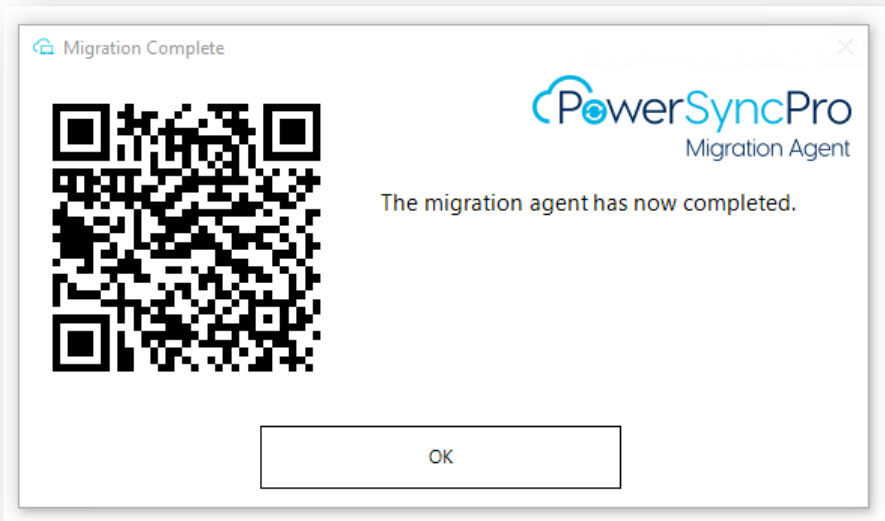 Migration Complete
PowerSyncPro
Migration Agent
The migration agent has now completed.
OK